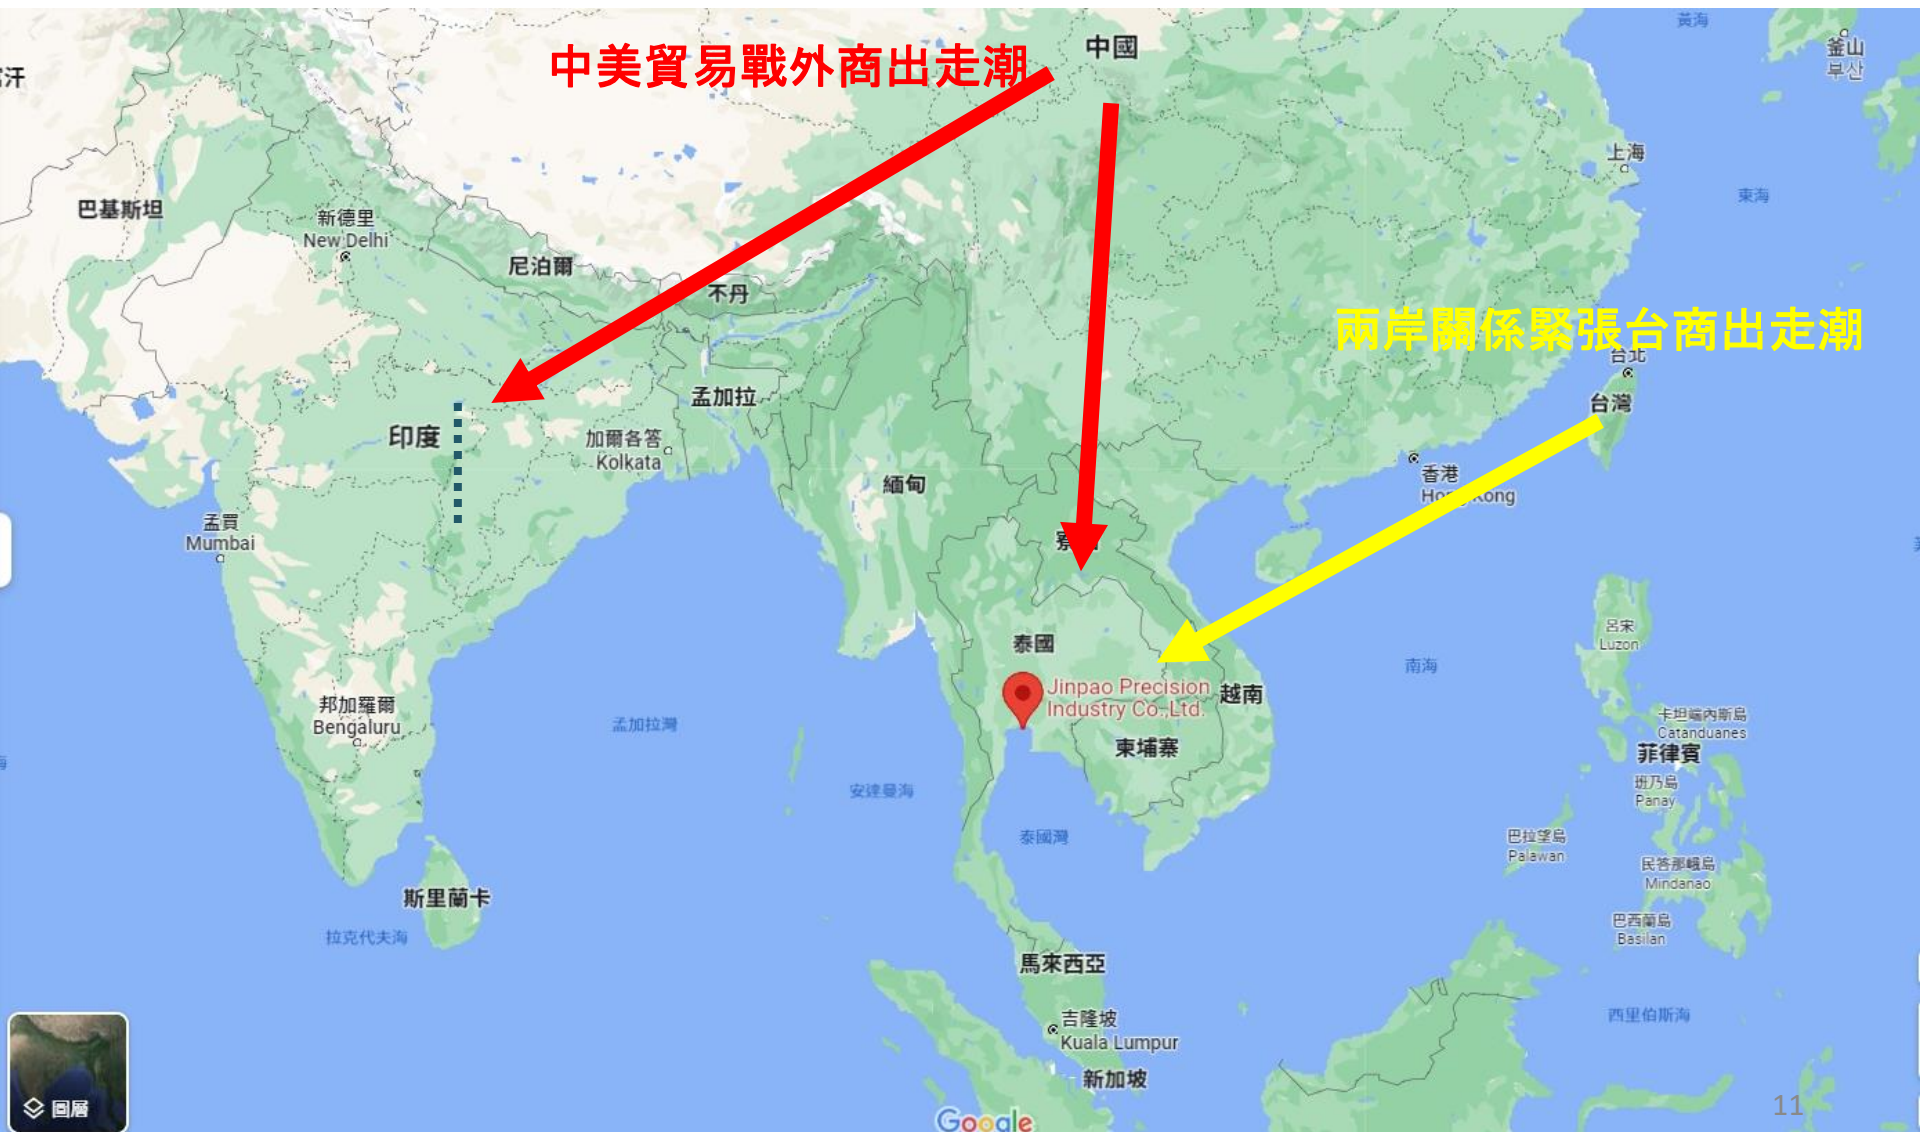 黃海
中國
釜山
부산
中美貿易戰外商出走潮
汗
上海
東海
巴基斯坦
新德里
New Delhi
尼泊爾
不丹
兩岸關係緊張台商出走潮
台北
孟加拉
台灣
印度
加爾各答
Kolkata
緬甸
香港
Hong Kong
孟買
Mumbai
呂宋
Luzon
泰國
南海
Jinpao Precision
Industry Co.,Ltd.
越南
邦加羅爾
Bengaluru
孟加拉灣
卡坦端內斯島
Catanduanes
柬埔寨
菲律賓
安達曼海
班乃島
Panay
泰國灣
巴拉望島
Palawan
民答那峨島
Mindanao
斯里蘭卡
巴西蘭島
Basilan
拉克代夫海
馬來西亞
吉隆坡
Kuala Lumpur
西里伯斯海
新加坡
圖層
Google
11